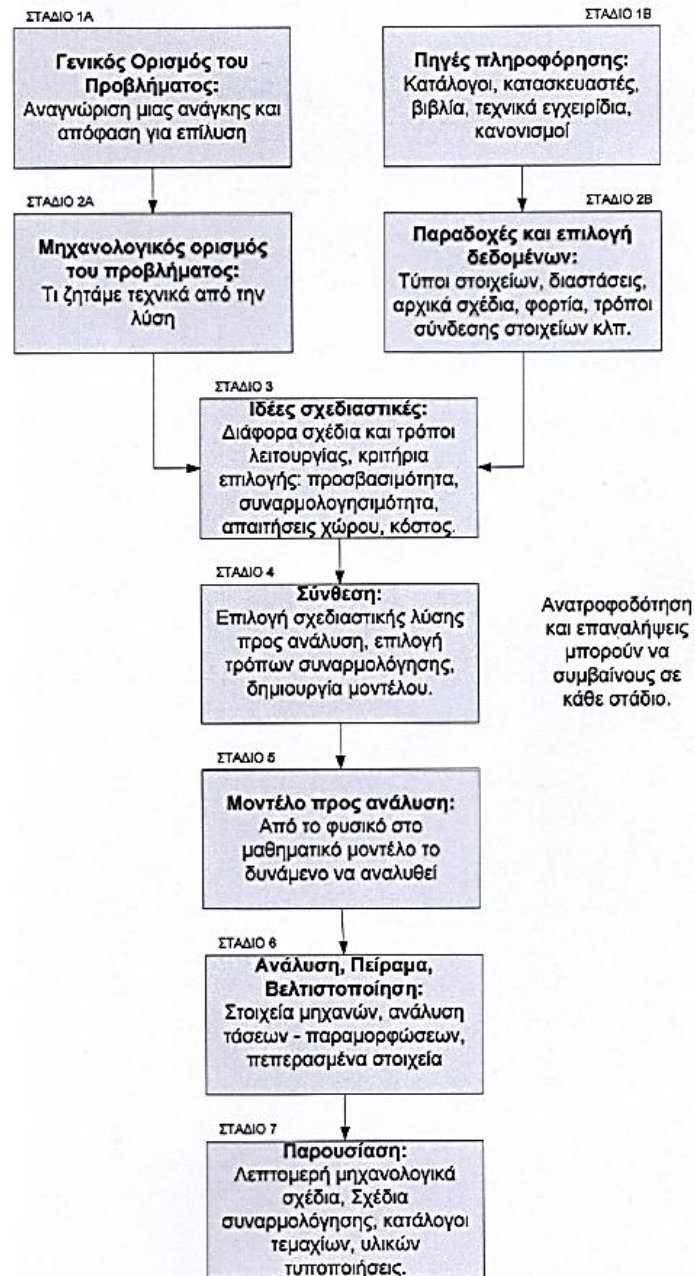 ΣΤΑΔΙΟ 1Α
Γενικός Ορισμός του
Προβλήματος:
Αναγνώριση μιας ανάγκης και
απόφαση για επίλυση
ΣΤΑΔΙΟ 1Β
Πηγές πληροφόρησης:
Κατάλογοι, κατασκευαστές,
βιβλία, τεχνικά εγχειρίδια,
κανονισμοί
ΣΤΑΔΙΟ 2Α
Μηχανολογικός ορισμός
του προβλήματος:
Τι ζητάμε τεχνικά από την
λύση
ΣΤΑΔΙΟ 2Β
Παραδοχές και επιλογή
δεδομένων:
Τύποι στοιχείων, διαστάσεις,
αρχικά σχέδια, φορτία, τρόποι
σύνδεσης στοιχείων κλπ.
ΣΤΑΔΙΟ 3
Ιδέες σχεδιαστικές:
Διάφορα σχέδια και τρόποι
λειτουργίας, κριτήρια
επιλογής: προσβασιμότητα,
συναρμολογησιμότητα,
απαιτήσεις χώρου, κόστος.
ΣΤΑΔΙΟ 4
Σύνθεση:
Επιλογή σχεδιαστικής λύσης
προς ανάλυση, επιλογή
τρόπων συναρμολόγησης,
δημιουργία μοντέλου.
Ανατροφοδότηση
και επαναλήψεις
μπορούν να
συμβαίνους σε
κάθε στάδιο.
ΣΤΑΔΙΟ 5
Μοντέλο προς ανάλυση:
Από το φυσικό στο
μαθηματικό μοντέλο το
δυνάμενο να αναλυθεί
ΣΤΑΔΙΟ 6
Ανάλυση, Πείραμα,
Βελτιστοποίηση:
Στοιχεία μηχανών, ανάλυση
τάσεων - παραμορφώσεων,
πεπερασμένα στοιχεία
ΣΤΑΔΙΟ 7
Παρουσίαση:
Λεπτομερή μηχανολογικά
σχέδια, Σχέδια
συναρμολόγησης, κατάλογοι
τεμαχίων, υλικών
τυποποιήσεις.